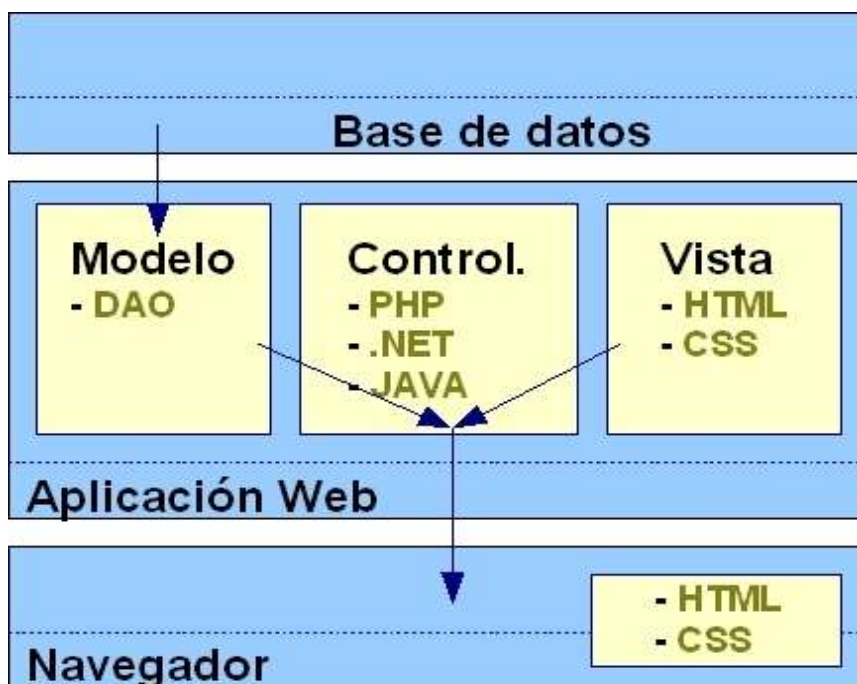 Base de datos
Modelo
- DAO
Control.
- PHP
- .NET
- JAVA
Vista
- HTML
- CSS
Aplicación Web
- HTML
- CSS
Navegador